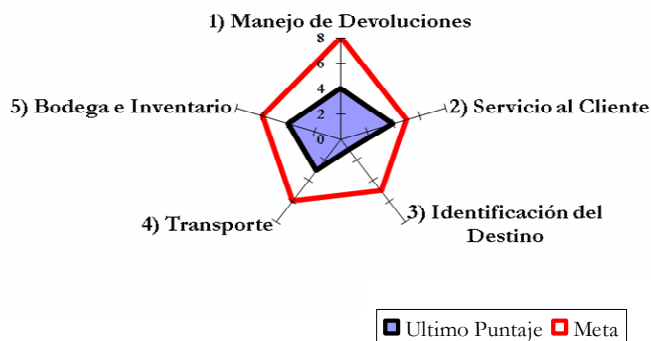 1) Manejo de Devoluciones
8
6
4
2
0
5) Bodega e Inventario
2) Servicio al Cliente
4) Transporte
3) Identificación del
Destino
Ultimo Puntaje
Meta